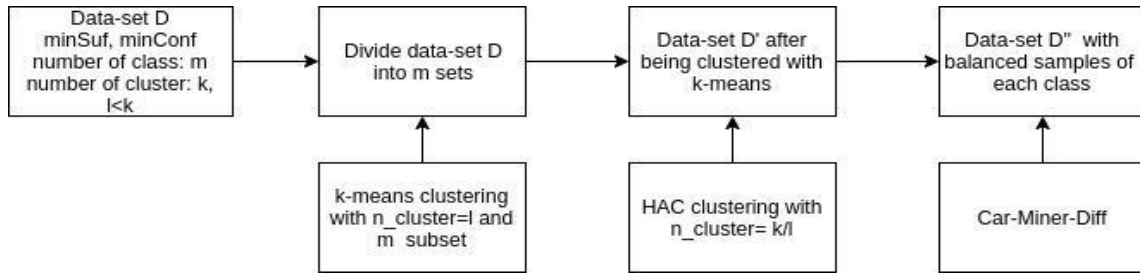 Data-set D
minSuf, minConf
number of class: m
number of cluster: k,
l<k
Divide data-set D
into m sets
Data-set D' after
being clustered with
k-means
Data-set D" with
balanced samples of
each class
k-means clustering
with n_cluster=l and
m subset
HAC clustering with
n_cluster= k/l
Car-Miner-Diff